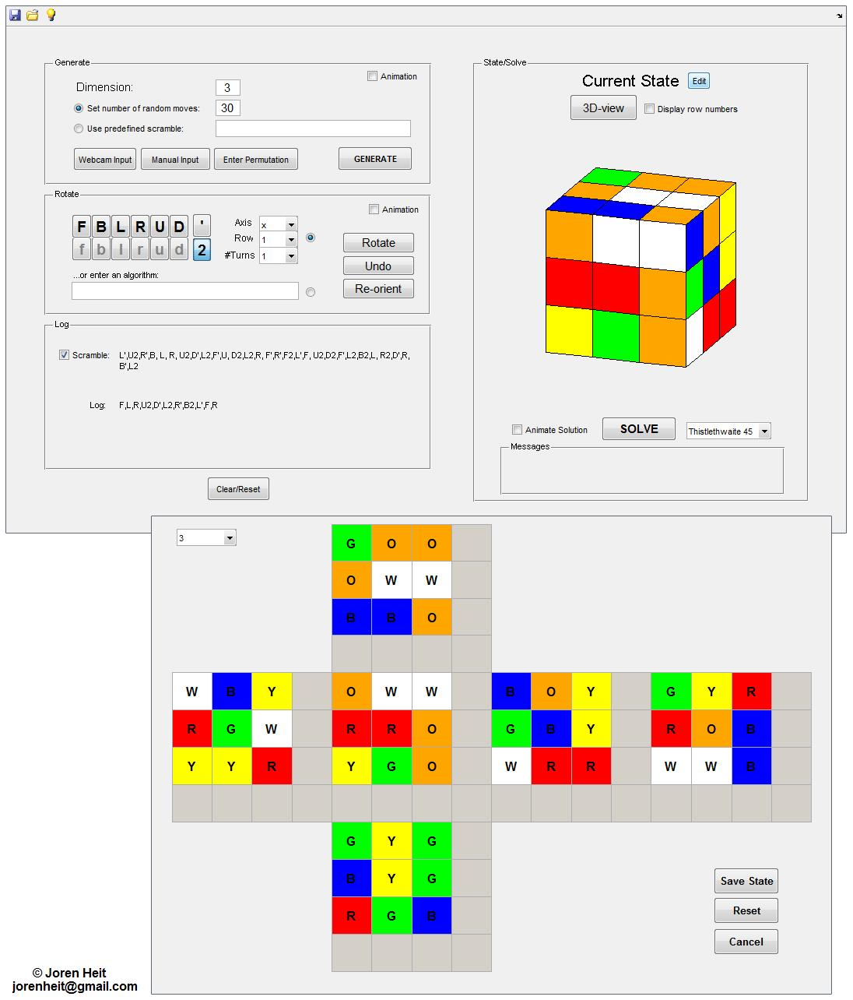 Generate
Animation
Dimension: 3
Set number of random moves: 30
Use predefined scramble:
Webcam Input Manual Input Enter Permutation GENERATE
Rotate
Animation
F B L R U D '
f b l r u d 2
Axis x
Row 1
#Turns 1
Rotate
Undo
Re-orient
...or enter an algorithm:
Log
Scramble: L',U2,R',B, L, R, U2,D',L2,F',U, D2,L2,R, F',R',F2,L',F, U2,D2,F',L2,B2,L, R2,D',R,
B',L2
Log: F,L,R,U2,D',L2,R',B2,L',F,R
Clear/Reset
State/Solve
Current State Edit
3D-view Display row numbers
Animate Solution SOLVE Thistlethwaite 45
Messages
3
G O O
O W W
B B O
W B Y O W W B O Y G Y R
R G W R R O G B Y R O B
Y Y R Y G O W R R W W B
G Y G
B Y G
R G B
Save State
Reset
Cancel
© Joren Heit
jorenheit@gmail.com